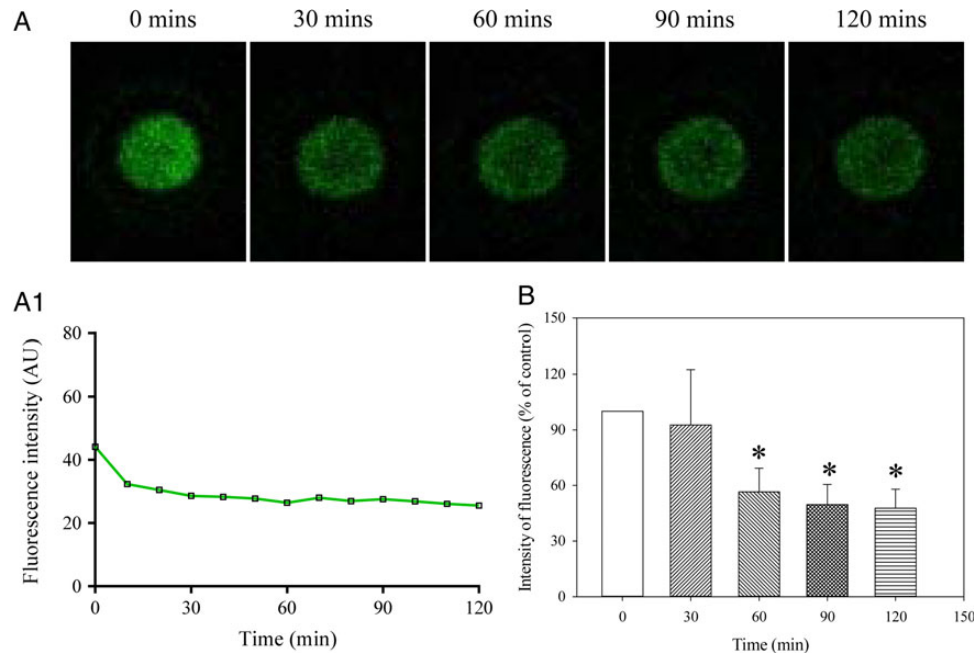 A
0 mins 30 mins 60 mins 90 mins 120 mins
A1
Fluorescence intensity (AU)
80
60
40
20
0
0 30 60 90 120
Time (min)
B
Intensity of fluorescence (% of control)
150
120
90
60
30
0
* * *
0 30 60 90 120 150
Time (min)